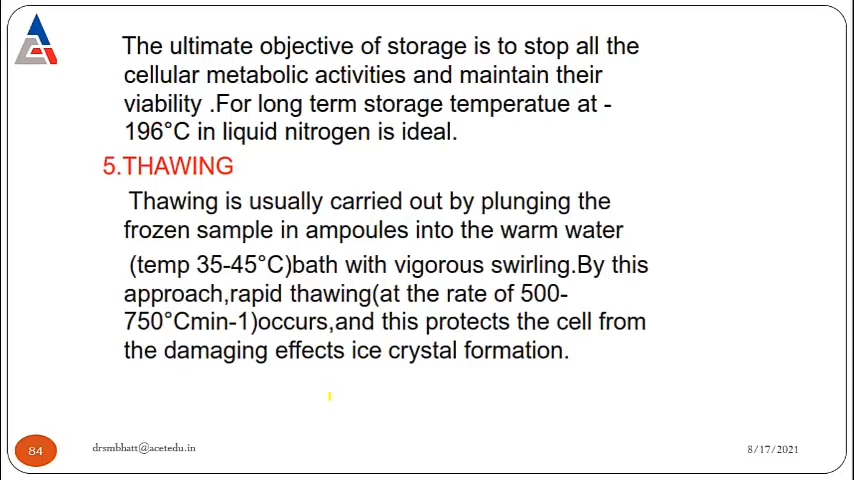 The ultimate objective of storage is to stop all the
cellular metabolic activities and maintain their
viability .For long term storage temperatue at -
196°C in liquid nitrogen is ideal.
5.THAWING
Thawing is usually carried out by plunging the
frozen sample in ampoules into the warm water
(temp 35-45°C)bath with vigorous swirling.By this
approach,rapid thawing(at the rate of 500-
750°Cmin-1)occurs,and this protects the cell from
the damaging effects ice crystal formation.
84
drsmbhatt@acetedu.in
8/17/2021